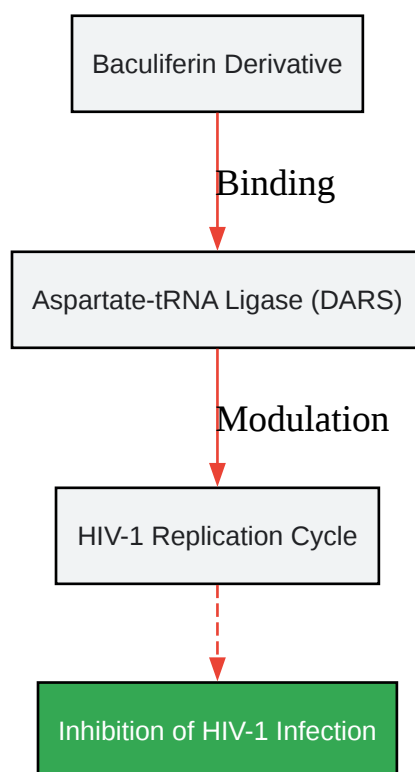 Baculiferin Derivative
Binding
Aspartate-tRNA Ligase (DARS)
Modulation
HIV-1 Replication Cycle
Inhibition of HIV-1 Infection